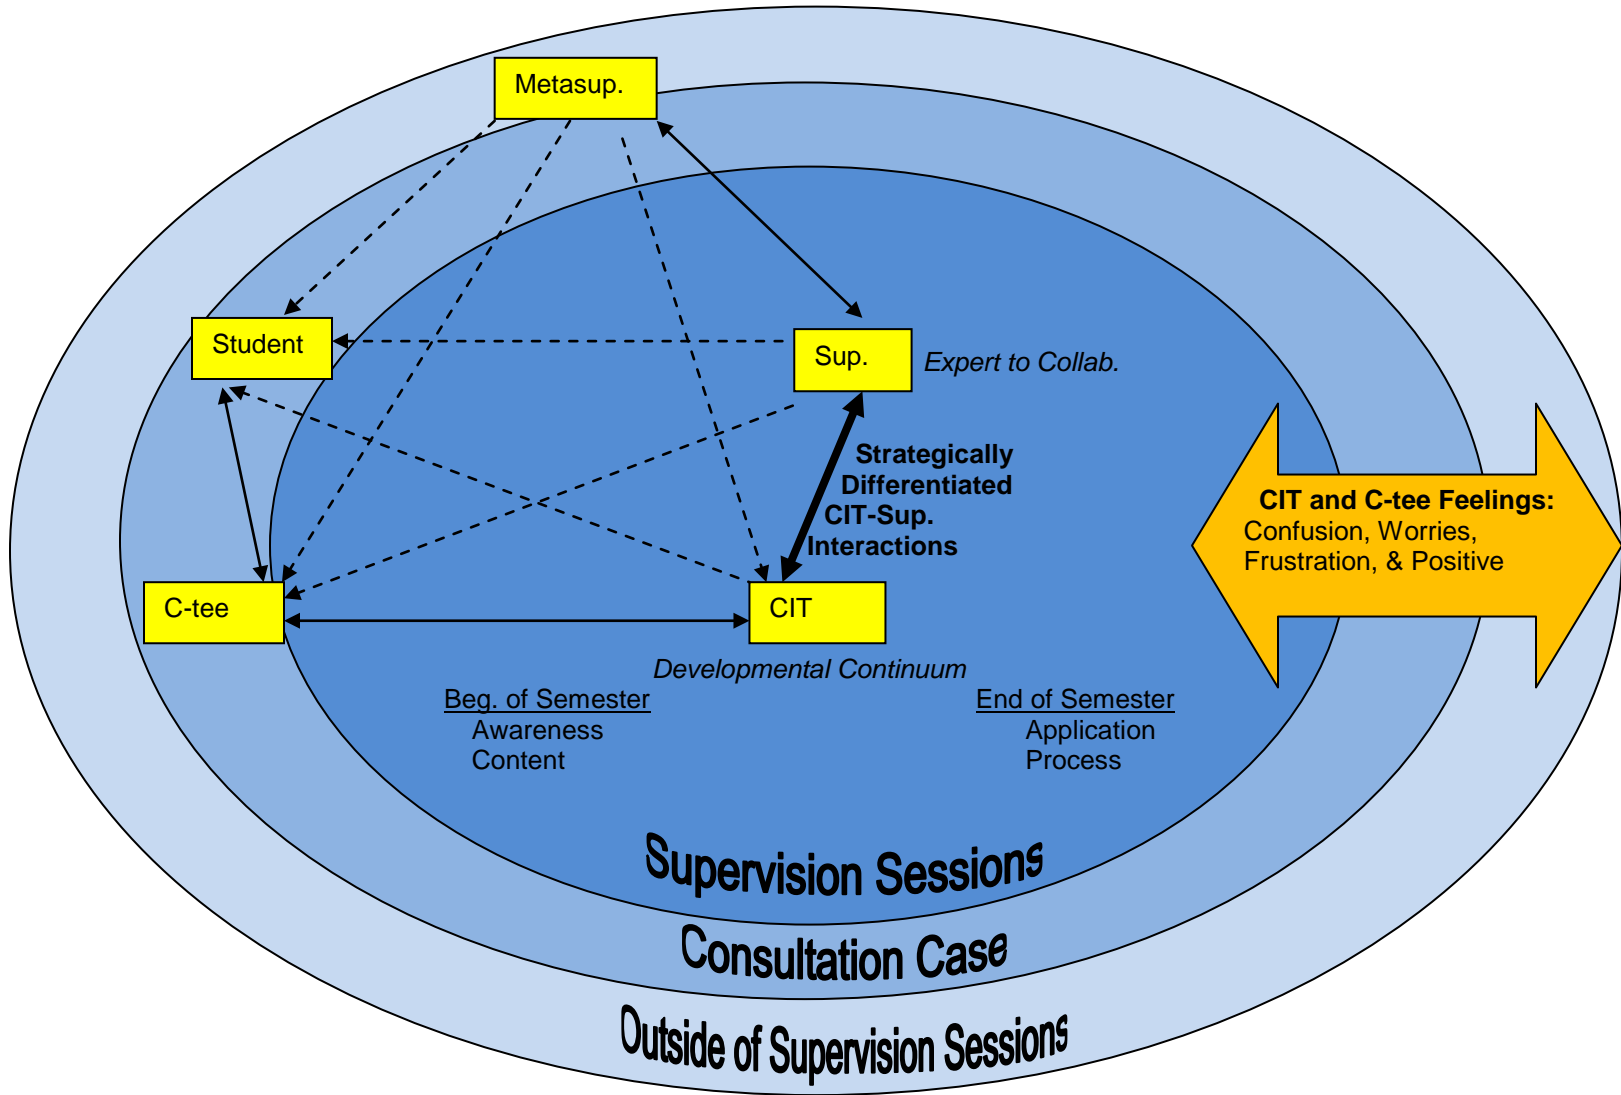 Metasup.
Student
Sup.
Expert to Collab.
Strategically
Differentiated
CIT-Sup.
Interactions
CIT and C-tee Feelings:
Confusion, Worries,
Frustration, & Positive
C-tee
CIT
Developmental Continuum
Beg. of Semester
Awareness
Content
End of Semester
Application
Process
Supervision Sessions
Consultation Case
Outside of Supervision Sessions